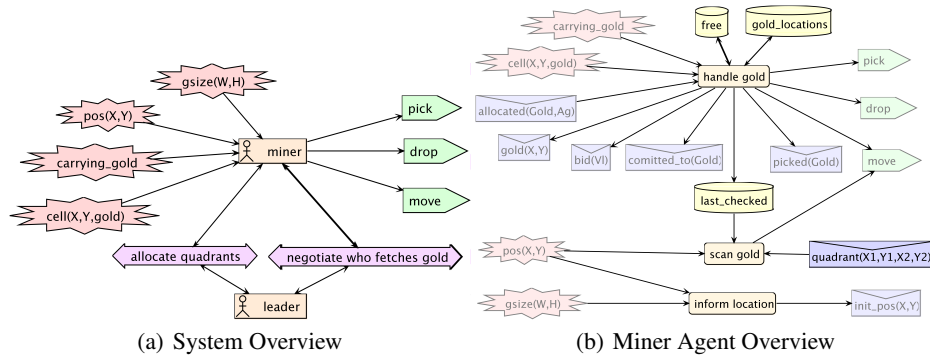 gsize(W,H)
pos(X,Y)
carrying_gold
cell(X,Y,gold)
miner
pick
drop
move
allocate quadrants
negotiate who fetches gold
leader
(a) System Overview
carrying_gold
free
gold_locations
cell(X,Y,gold)
handle gold
pick
allocated(Gold,Ag)
drop
gold(X,Y)
bid(Vl)
comitted_to(Gold)
picked(Gold)
move
last_checked
pos(X,Y)
scan gold
quadrant(X1,Y1,X2,Y2)
gsize(W,H)
inform location
init_pos(X,Y)
(b) Miner Agent Overview